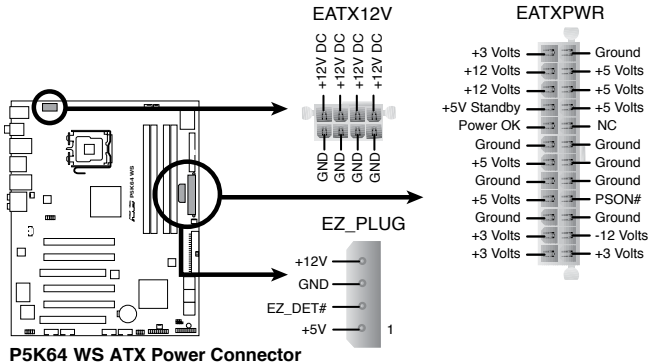 EATX12V
+12V DC
+12V DC
+12V DC
+12V DC
GND
GND
GND
GND
EATXPWR
+3 Volts
Ground
+12 Volts
+5 Volts
+12 Volts
+5 Volts
+5V Standby
+5 Volts
Power OK
NC
Ground
Ground
+5 Volts
Ground
Ground
Ground
+5 Volts
PSON#
Ground
Ground
+3 Volts
-12 Volts
+3 Volts
+3 Volts
P5K64 WS
EZ_PLUG
+12V
GND
EZ_DET#
+5V
1
P5K64 WS ATX Power Connector